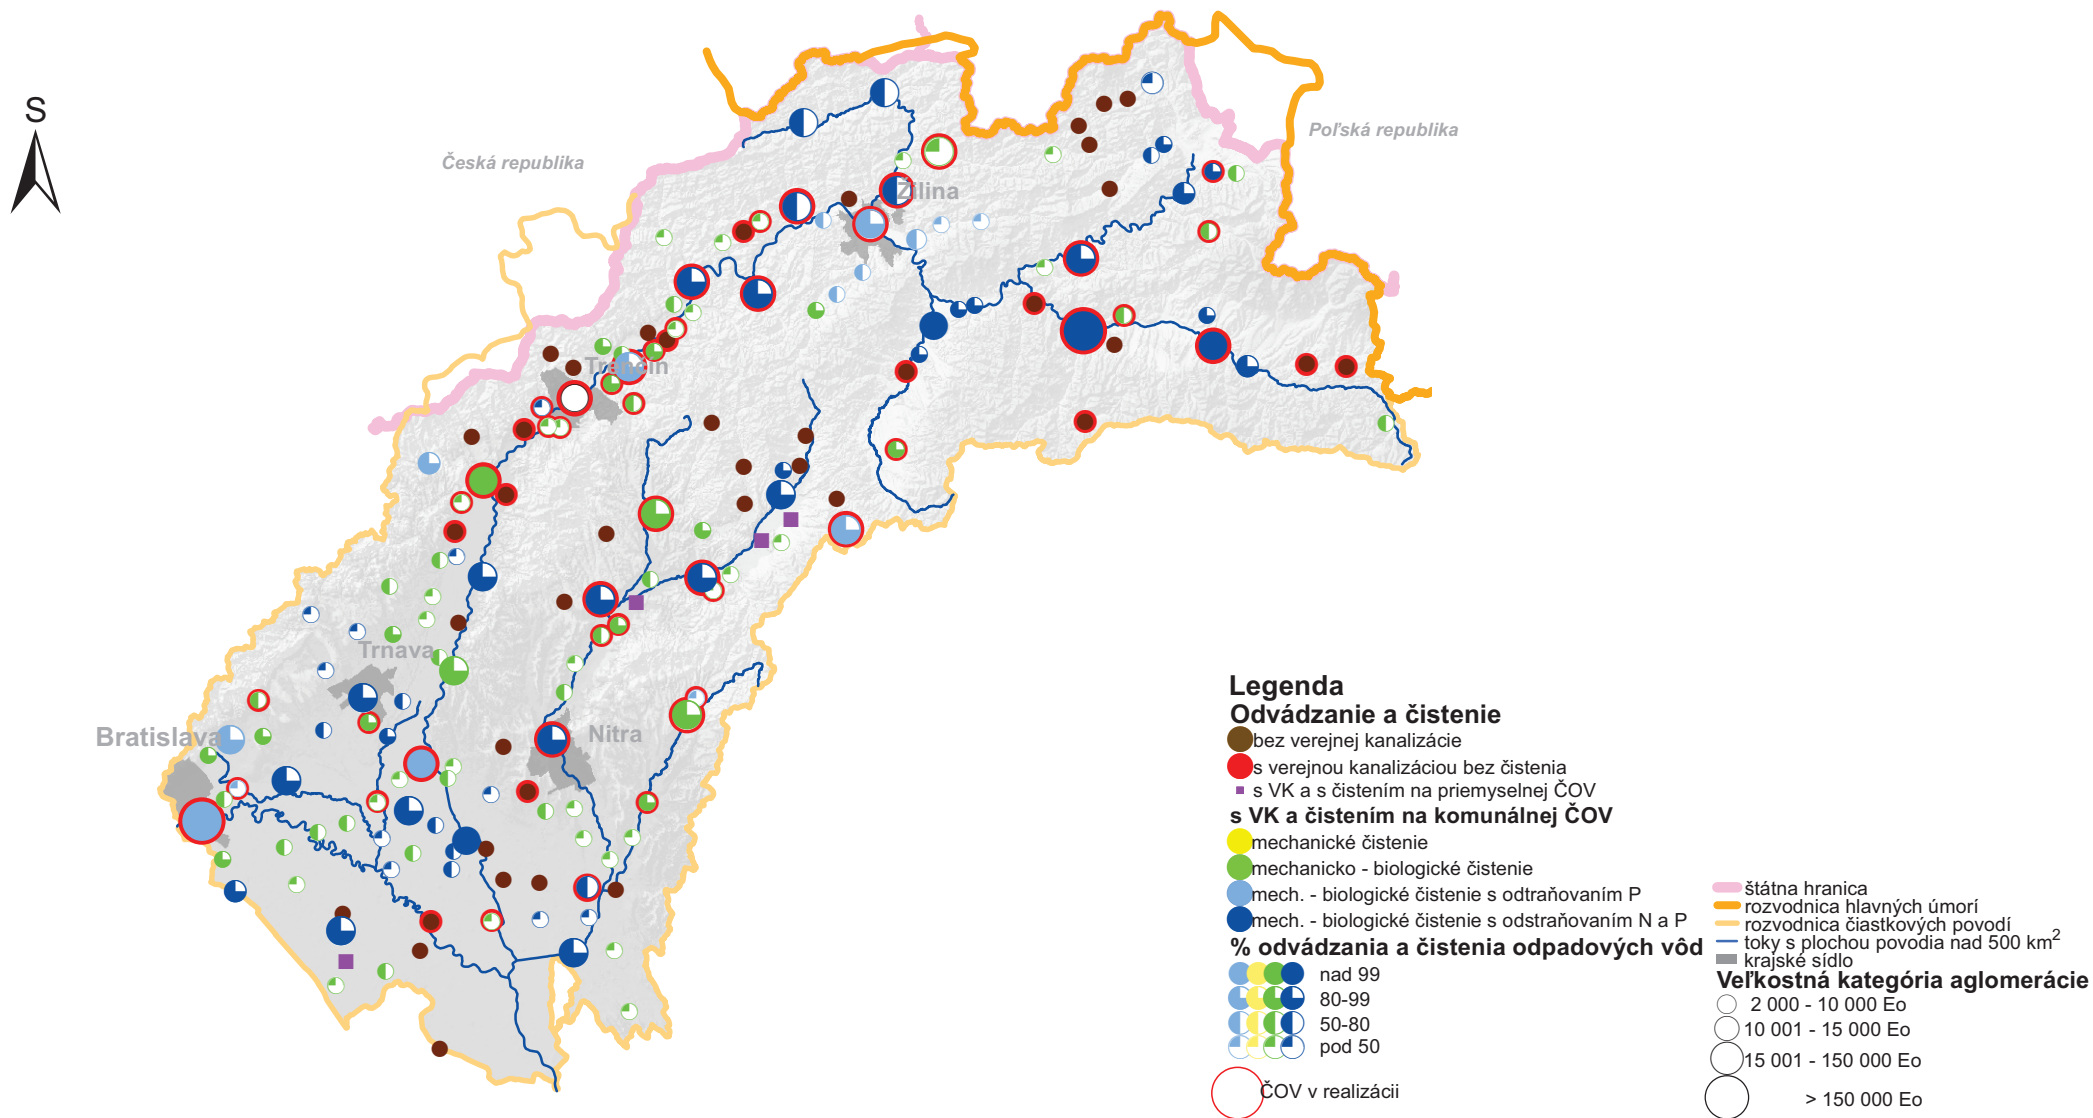 S
Česká republika
Poľská republika
Žilina
Trenčín
Trnava
Nitra
Bratislava
Legenda
Odvádzanie a čistenie
bez verejnej kanalizácie
s verejnou kanalizáciou bez čistenia
s VK a s čistením na priemyselnej ČOV
s VK a čistením na komunálnej ČOV
mechanické čistenie
mechanicko - biologické čistenie
mech. - biologické čistenie s odtraňovaním P
mech. - biologické čistenie s odstraňovaním N a P
% odvádzania a čistenia odpadových vôd
nad 99
80-99
50-80
pod 50
ČOV v realizácii
štátna hranica
rozvodnica hlavných úmorí
rozvodnica čiastkových povodí
toky s plochou povodia nad 500 km²
krajské sídlo
Veľkostná kategória aglomerácie
2 000 - 10 000 Eo
10 001 - 15 000 Eo
15 001 - 150 000 Eo
> 150 000 Eo